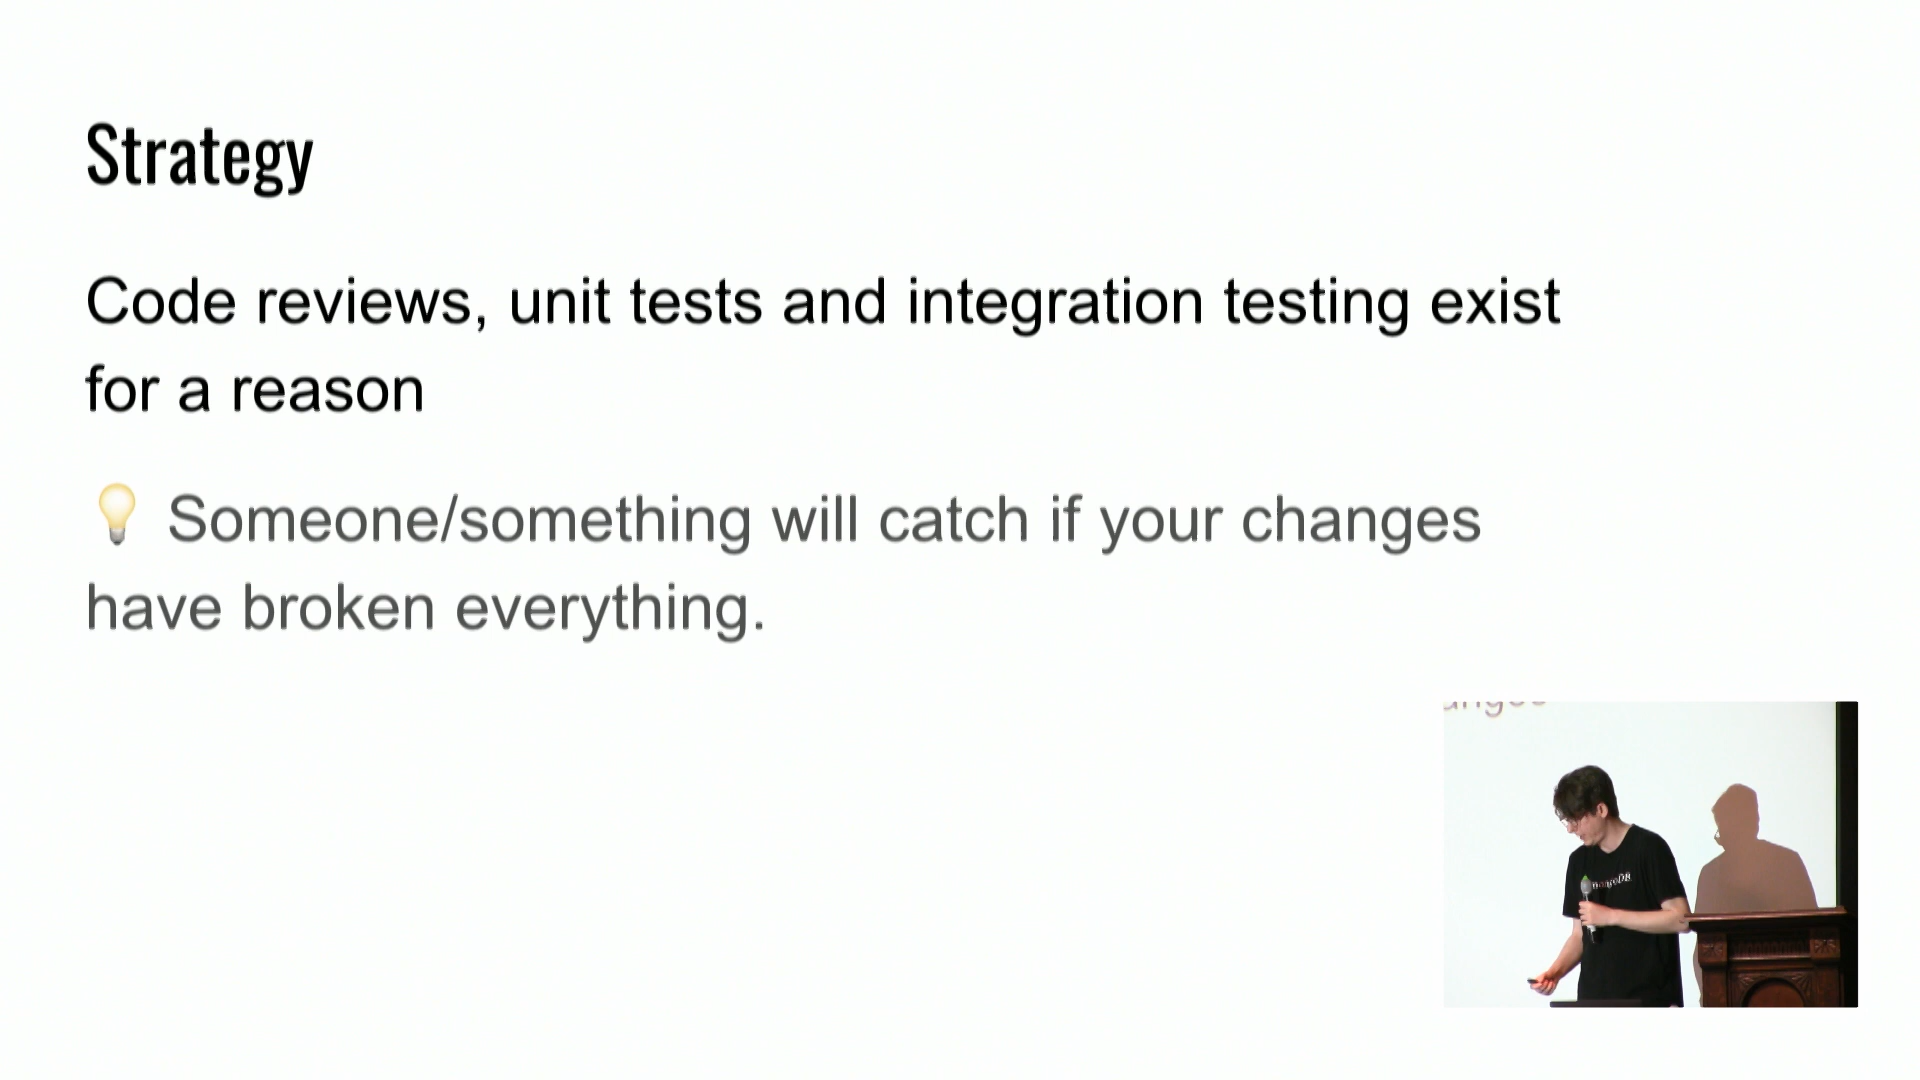 Strategy
Code reviews, unit tests and integration testing exist
for a reason
💡 Someone/something will catch if your changes
have broken everything.
mongoDB